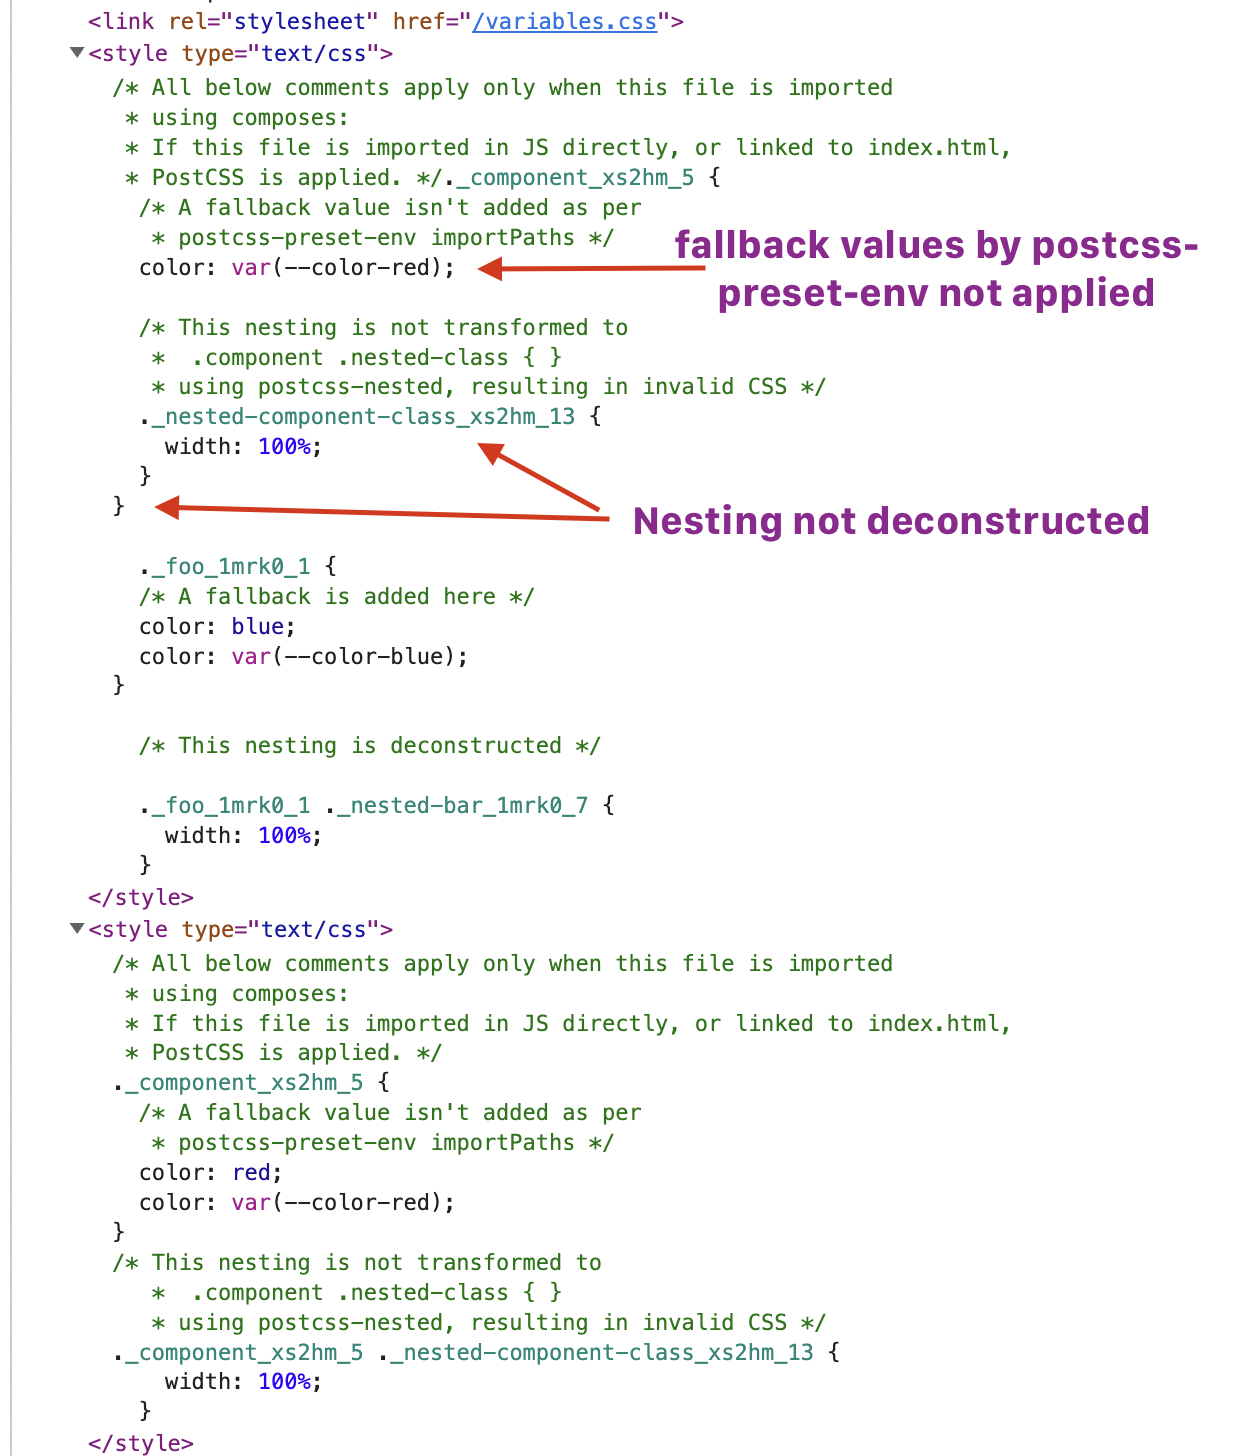 <link rel="stylesheet" href="/variables.css">
<style type="text/css">
/* All below comments apply only when this file is imported
* using composes:
* If this file is imported in JS directly, or linked to index.html,
* PostCSS is applied. */._component_xs2hm_5 {
/* A fallback value isn't added as per
* postcss-preset-env importPaths */
color: var(--color-red);
fallback values by postcss-
preset-env not applied
/* This nesting is not transformed to
*  .component .nested-class { }
* using postcss-nested, resulting in invalid CSS */
._nested-component-class_xs2hm_13 {
width: 100%;
}
}
Nesting not deconstructed
._foo_1mrk0_1 {
/* A fallback is added here */
color: blue;
color: var(--color-blue);
}
/* This nesting is deconstructed */
._foo_1mrk0_1 ._nested-bar_1mrk0_7 {
width: 100%;
}
</style>
<style type="text/css">
/* All below comments apply only when this file is imported
* using composes:
* If this file is imported in JS directly, or linked to index.html,
* PostCSS is applied. */
._component_xs2hm_5 {
/* A fallback value isn't added as per
* postcss-preset-env importPaths */
color: red;
color: var(--color-red);
}
/* This nesting is not transformed to
*  .component .nested-class { }
* using postcss-nested, resulting in invalid CSS */
._component_xs2hm_5 ._nested-component-class_xs2hm_13 {
width: 100%;
}
</style>